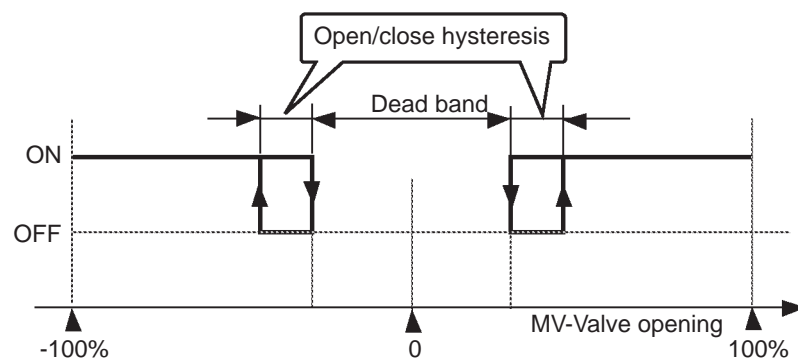 Open/close hysteresis
Dead band
ON
OFF
MV-Valve opening
-100%
0
100%